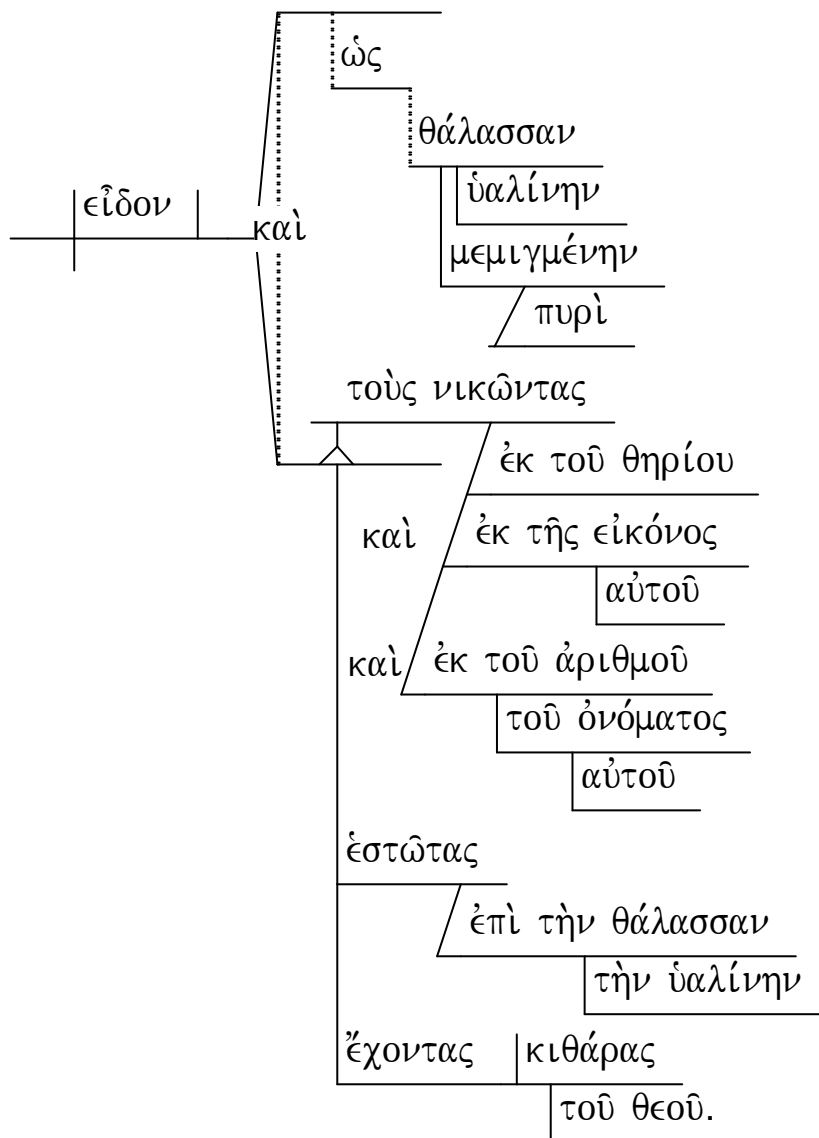 ὡς
θάλασσαν
ὑαλίνην
εἶδον
καὶ
μεμιγμένην
πυρὶ
τοὺς νικῶντας
ἐκ τοῦ θηρίου
καὶ
ἐκ τῆς εἰκόνος
αὐτοῦ
καὶ
ἐκ τοῦ ἀριθμοῦ
τοῦ ὀνόματος
αὐτοῦ
ἑστῶτας
ἐπὶ τὴν θάλασσαν
τὴν ὑαλίνην
ἔχοντας
κιθάρας
τοῦ θεοῦ.